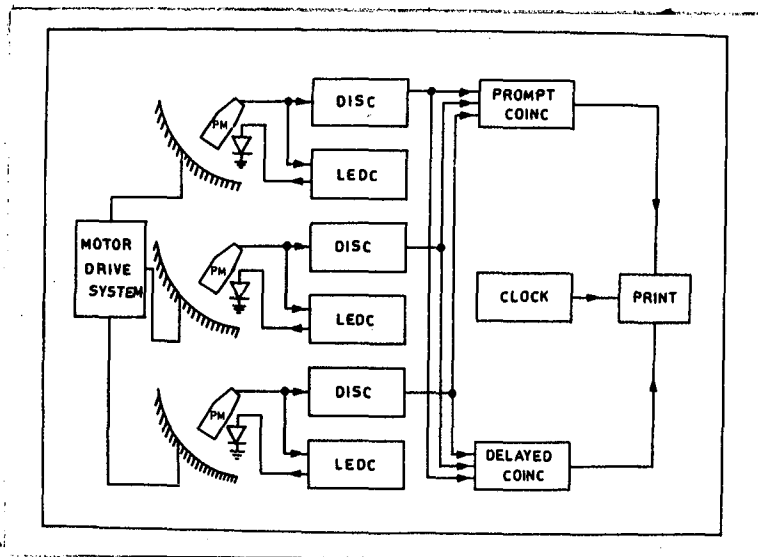 PM
DISC
LEDC
PROMPT
COINC
MOTOR
DRIVE
SYSTEM
PM
DISC
LEDC
CLOCK
PRINT
PM
DISC
LEDC
DELAYED
COINC